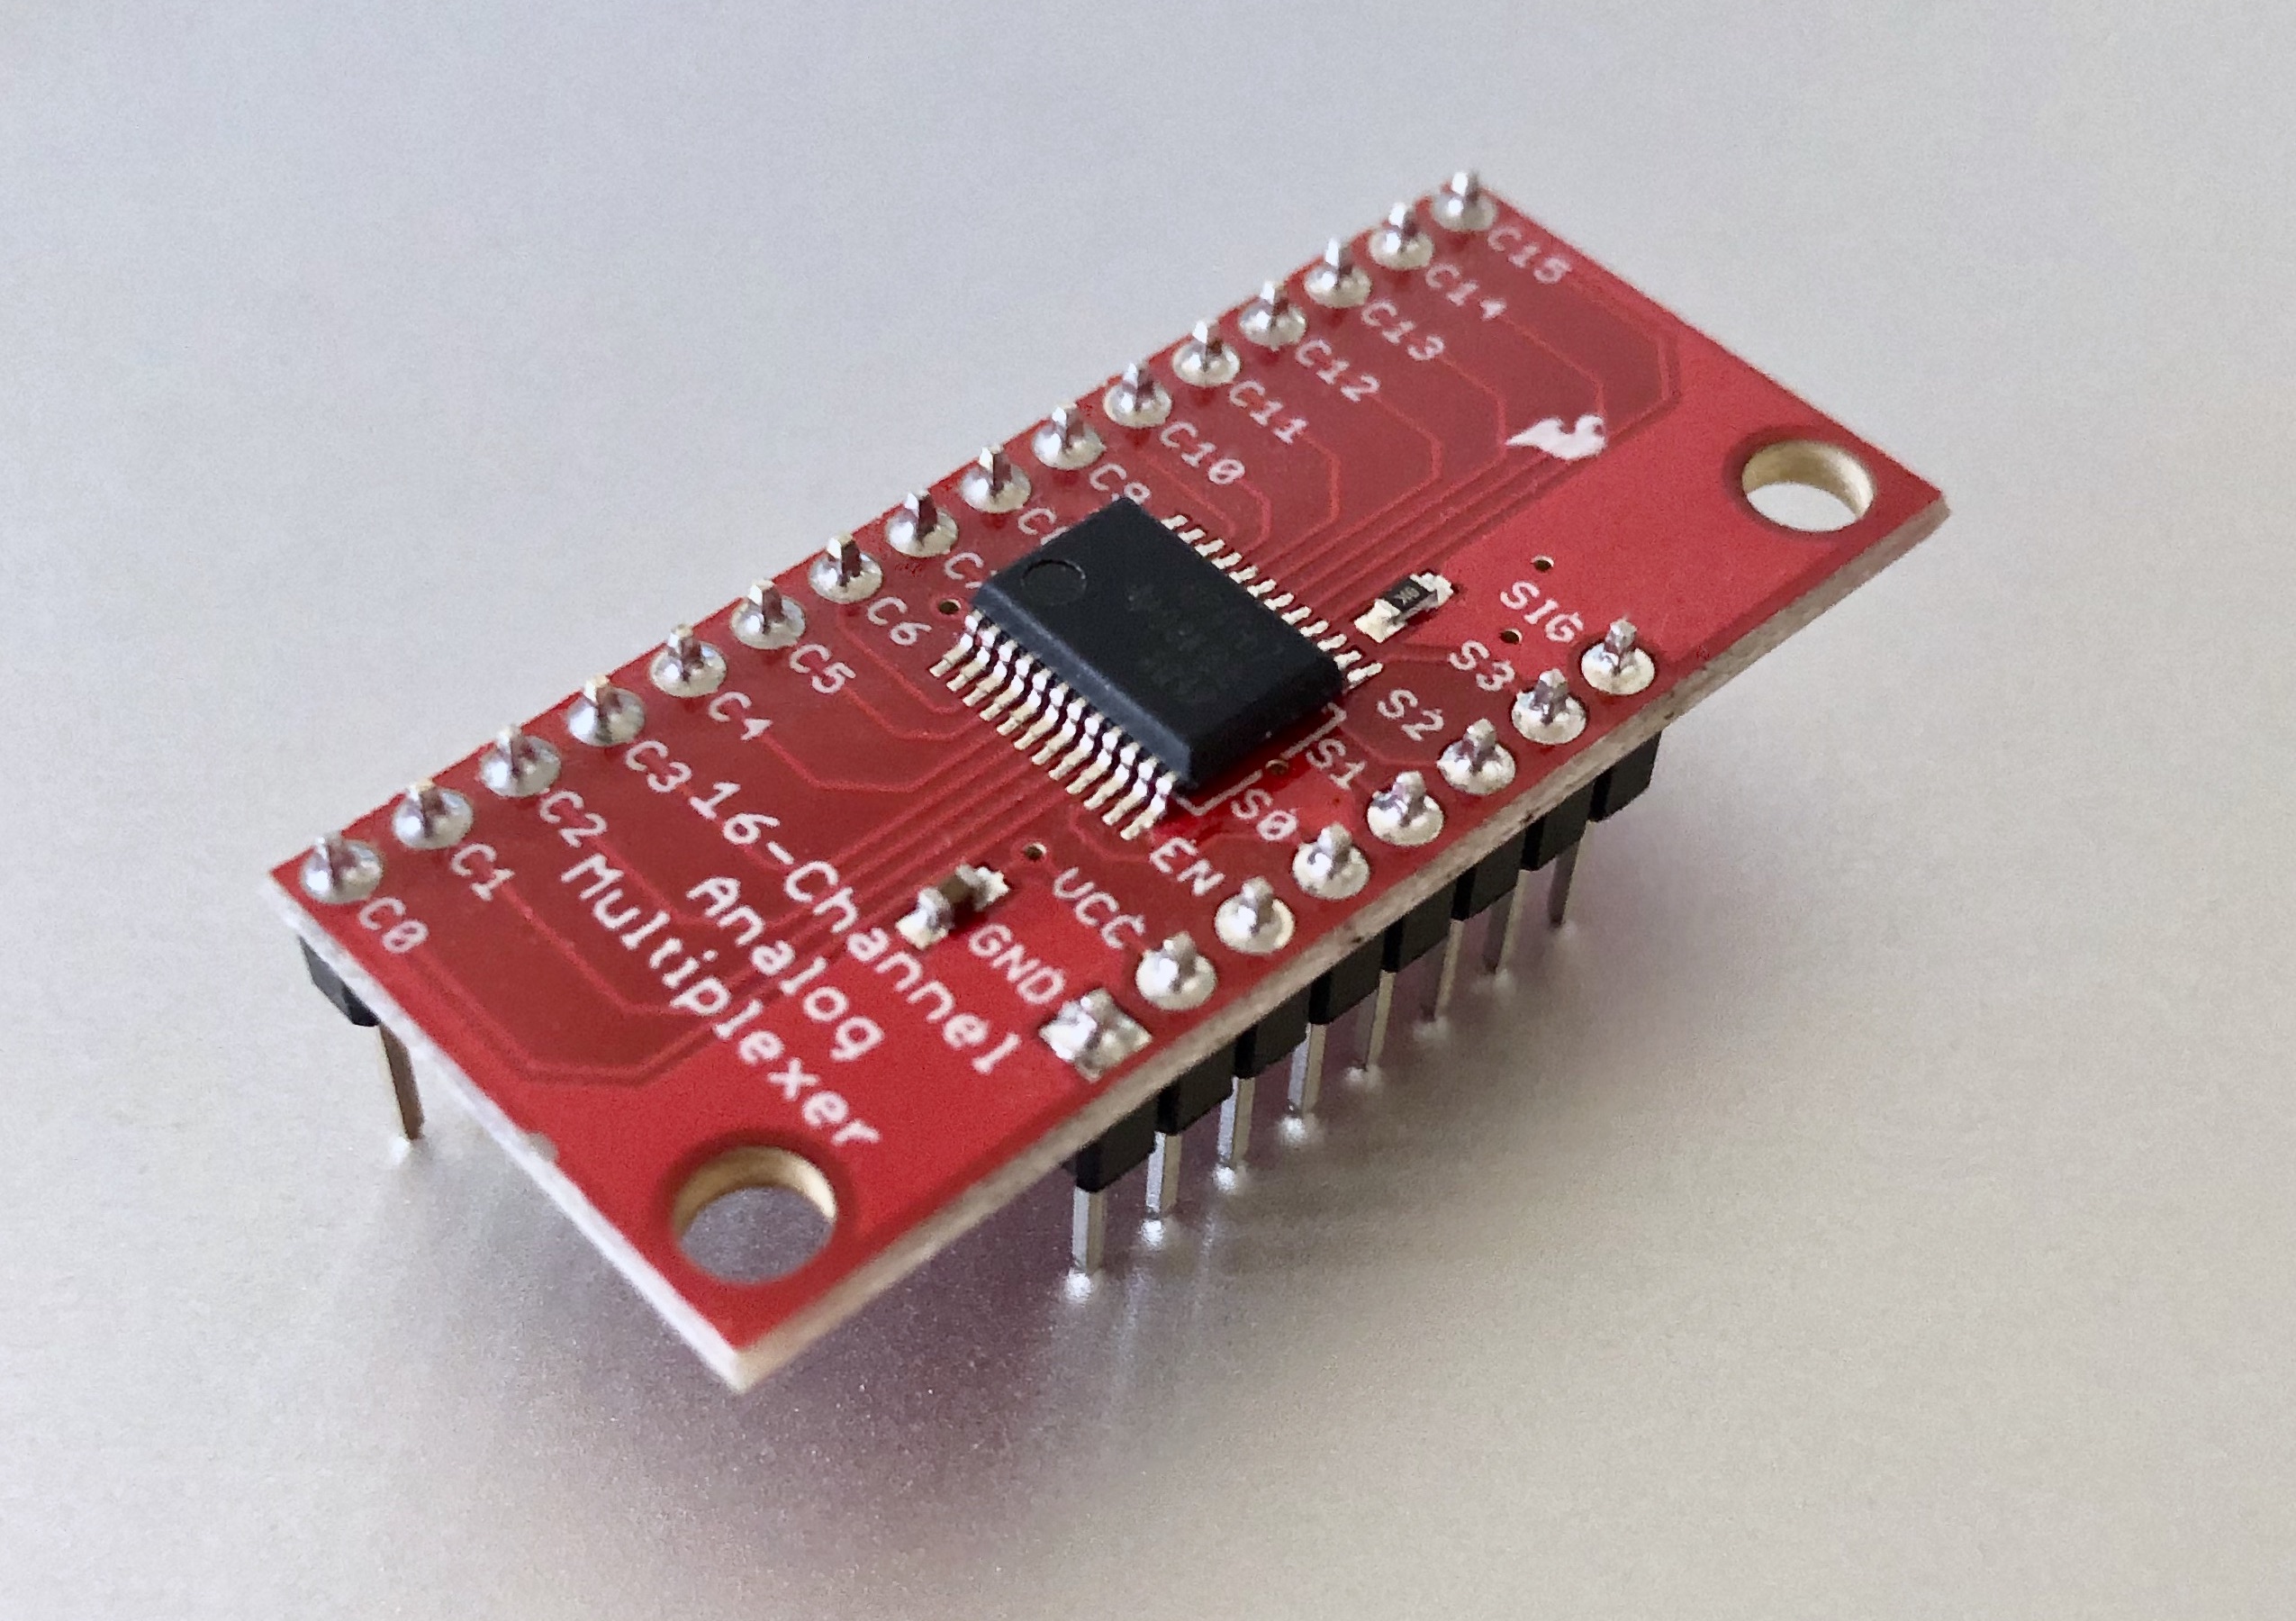 C15
C14
C13
C12
C11
C10
C9
C6
C5
C4
C3
C2
C1
C0
16-Channel
Analog
Multiplexer
SIG
S3
S2
S1
S0
EN
VCC
GND